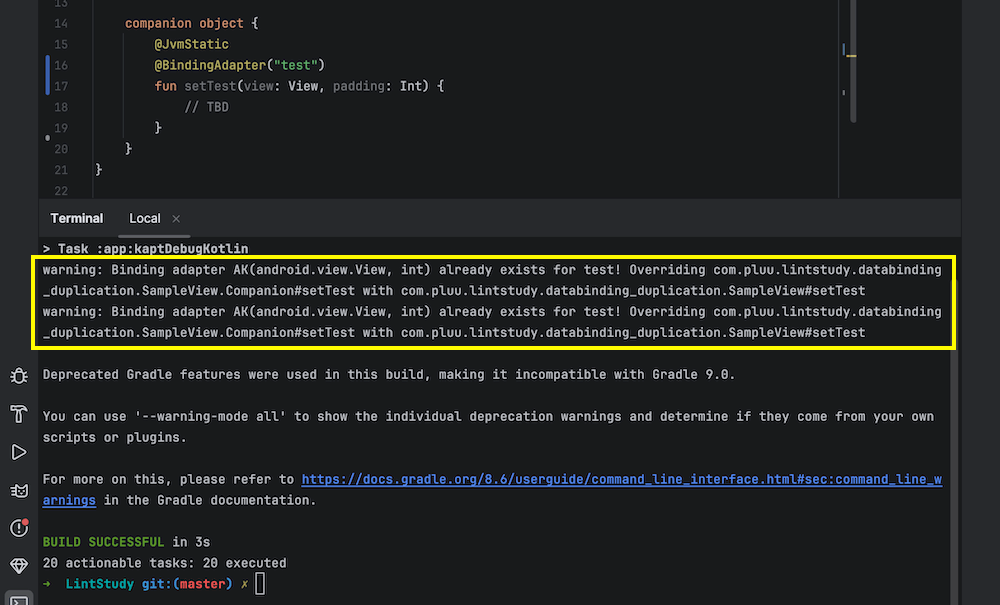 13
14 companion object {
15 @JvmStatic
16 @BindingAdapter("test")
17 fun setTest(view: View, padding: Int) {
18 // TBD
19 }
20 }
21 }
22
Terminal Local ×
> Task :app:kaptDebugKotlin
warning: Binding adapter AK(android.view.View, int) already exists for test! Overriding com.pluu.lintstudy.databinding
_duplication.SampleView.Companion#setTest with com.pluu.lintstudy.databinding_duplication.SampleView#setTest
warning: Binding adapter AK(android.view.View, int) already exists for test! Overriding com.pluu.lintstudy.databinding
_duplication.SampleView.Companion#setTest with com.pluu.lintstudy.databinding_duplication.SampleView#setTest
Deprecated Gradle features were used in this build, making it incompatible with Gradle 9.0.
You can use '--warning-mode all' to show the individual deprecation warnings and determine if they come from your own
scripts or plugins.
For more on this, please refer to https://docs.gradle.org/8.6/userguide/command_line_interface.html#sec:command_line_w
arnings in the Gradle documentation.
BUILD SUCCESSFUL in 3s
20 actionable tasks: 20 executed
→ LintStudy git:(master) ✗